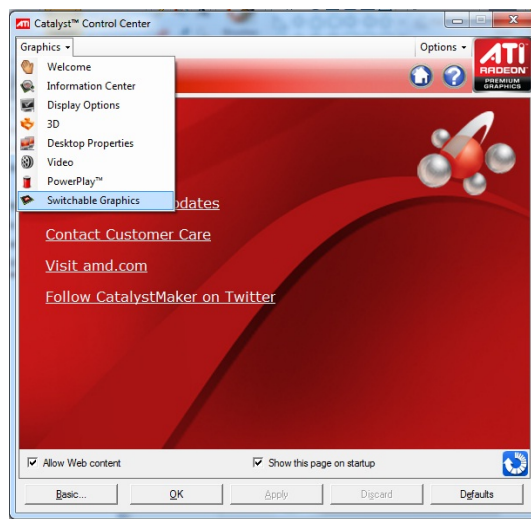 Catalyst™ Control Center
Graphics
Options
ATI
RADEON
PREMIUM
GRAPHICS
Welcome
Information Center
Display Options
3D
Desktop Properties
Video
PowerPlay™
Switchable Graphics
pdates
Contact Customer Care
Visit amd.com
Follow CatalystMaker on Twitter
Allow Web content
Show this page on startup
Basic...
OK
Apply
Discard
Defaults